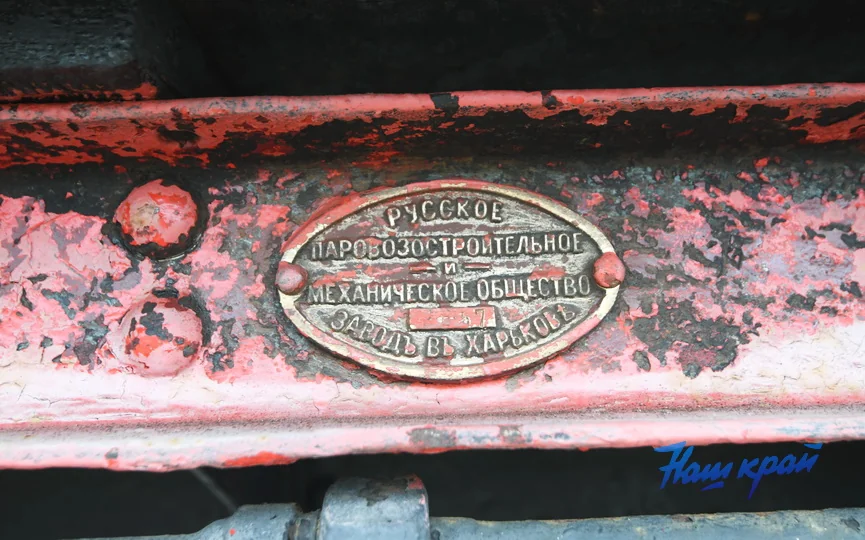 РУССКОЕ
ПАРОВОЗОСТРОИТЕЛЬНОЕ
— И —
МЕХАНИЧЕСКОЕ ОБЩЕСТВО
ЗАВОДЪ ВЪ ХАРЬКОВѢ
Наш край